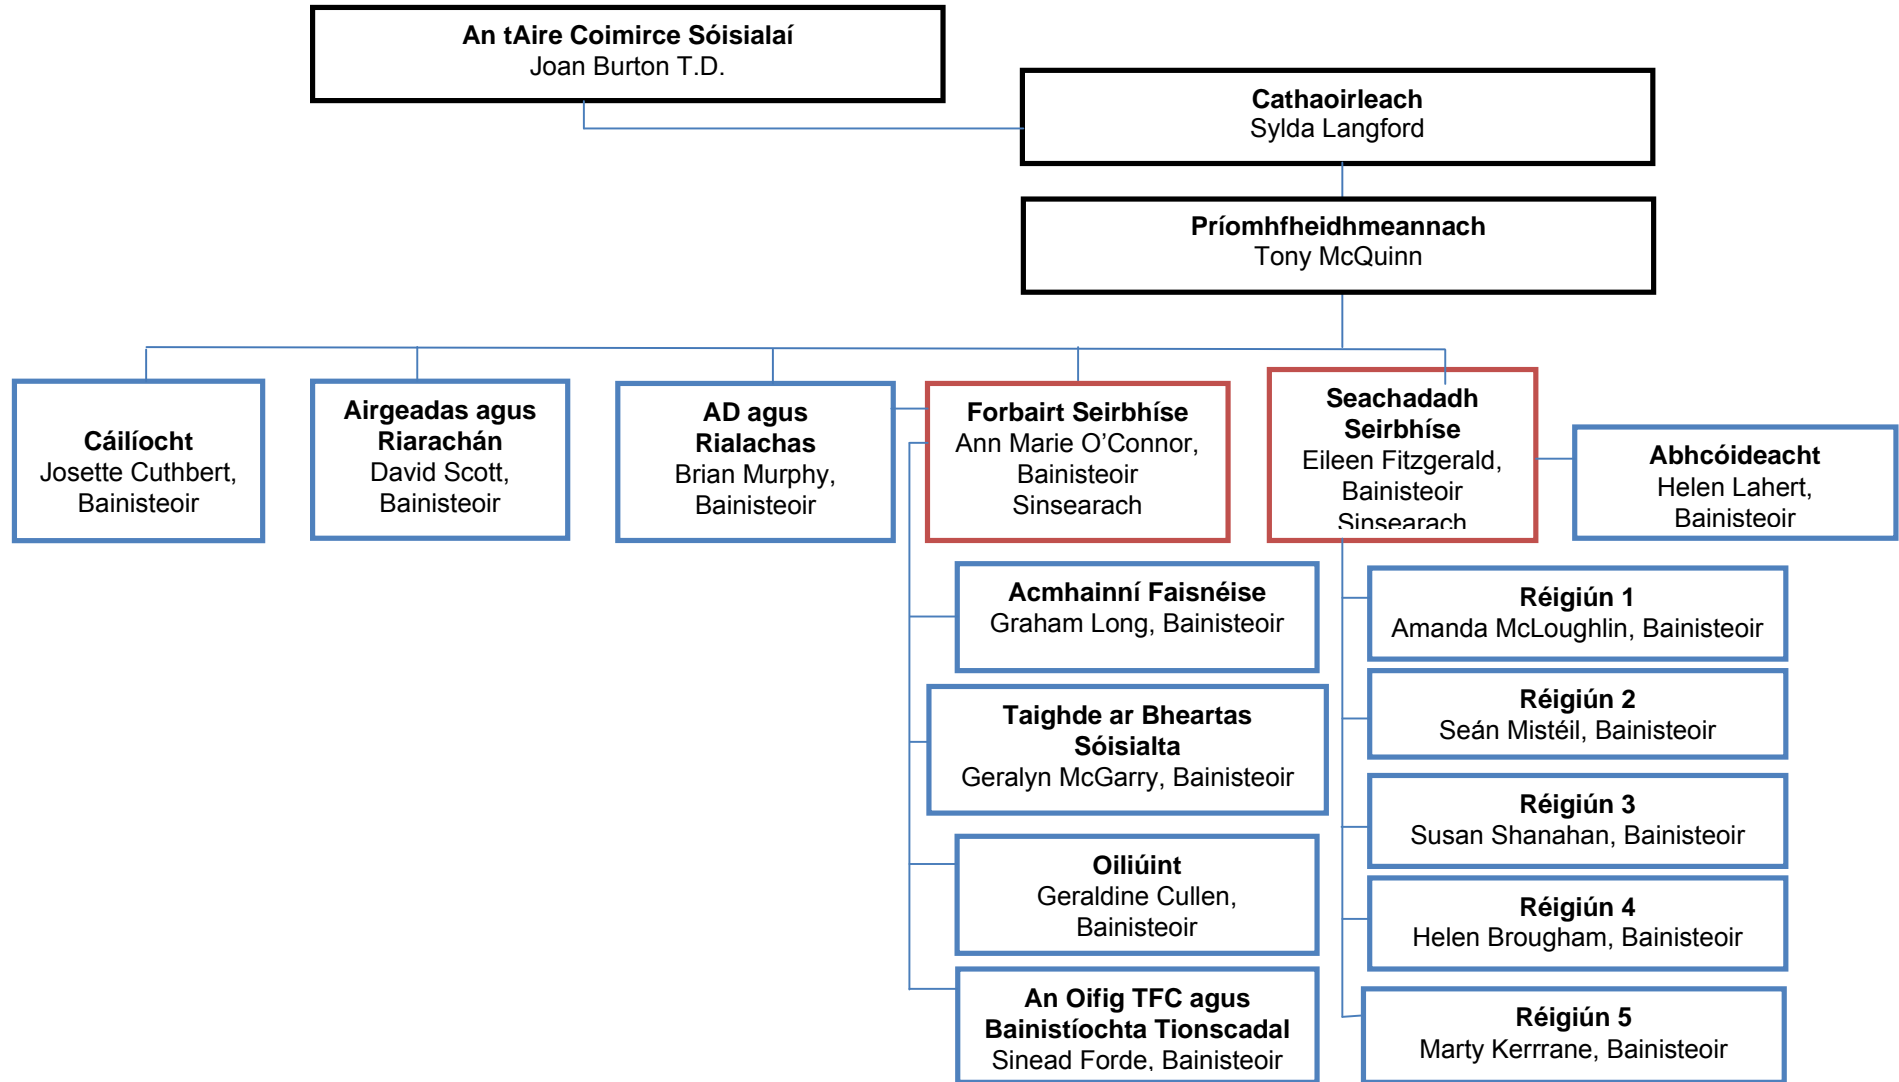 An tAire Coimirce Sóisialaí
Joan Burton T.D.
Cathaoirleach
Sylda Langford
Príomhfheidhmeannach
Tony McQuinn
Cáilíocht
Josette Cuthbert,
Bainisteoir
Airgeadas agus
Riarachán
David Scott,
Bainisteoir
AD agus
Rialachas
Brian Murphy,
Bainisteoir
Forbairt Seirbhíse
Ann Marie O’Connor,
Bainisteoir
Sinsearach
Seachadadh
Seirbhíse
Eileen Fitzgerald,
Bainisteoir
Sinsearach
Abhcóideacht
Helen Lahert,
Bainisteoir
Acmhainní Faisnéise
Graham Long, Bainisteoir
Taighde ar Bheartas
Sóisialta
Geralyn McGarry, Bainisteoir
Oiliúint
Geraldine Cullen,
Bainisteoir
An Oifig TFC agus
Bainistíochta Tionscadal
Sinead Forde, Bainisteoir
Réigiún 1
Amanda McLoughlin, Bainisteoir
Réigiún 2
Seán Mistéil, Bainisteoir
Réigiún 3
Susan Shanahan, Bainisteoir
Réigiún 4
Helen Brougham, Bainisteoir
Réigiún 5
Marty Kerrrane, Bainisteoir